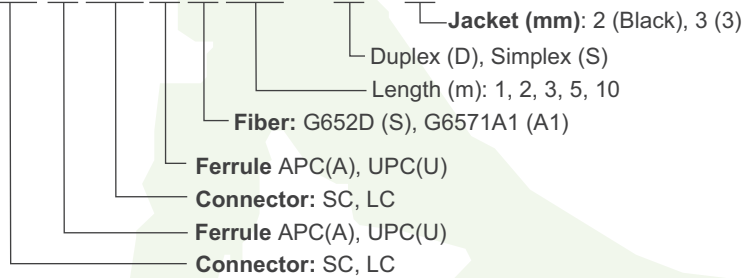 Jacket (mm): 2 (Black), 3 (3)
Duplex (D), Simplex (S)
Length (m): 1, 2, 3, 5, 10
Fiber: G652D (S), G6571A1 (A1)
Ferrule APC(A), UPC(U)
Connector: SC, LC
Ferrule APC(A), UPC(U)
Connector: SC, LC